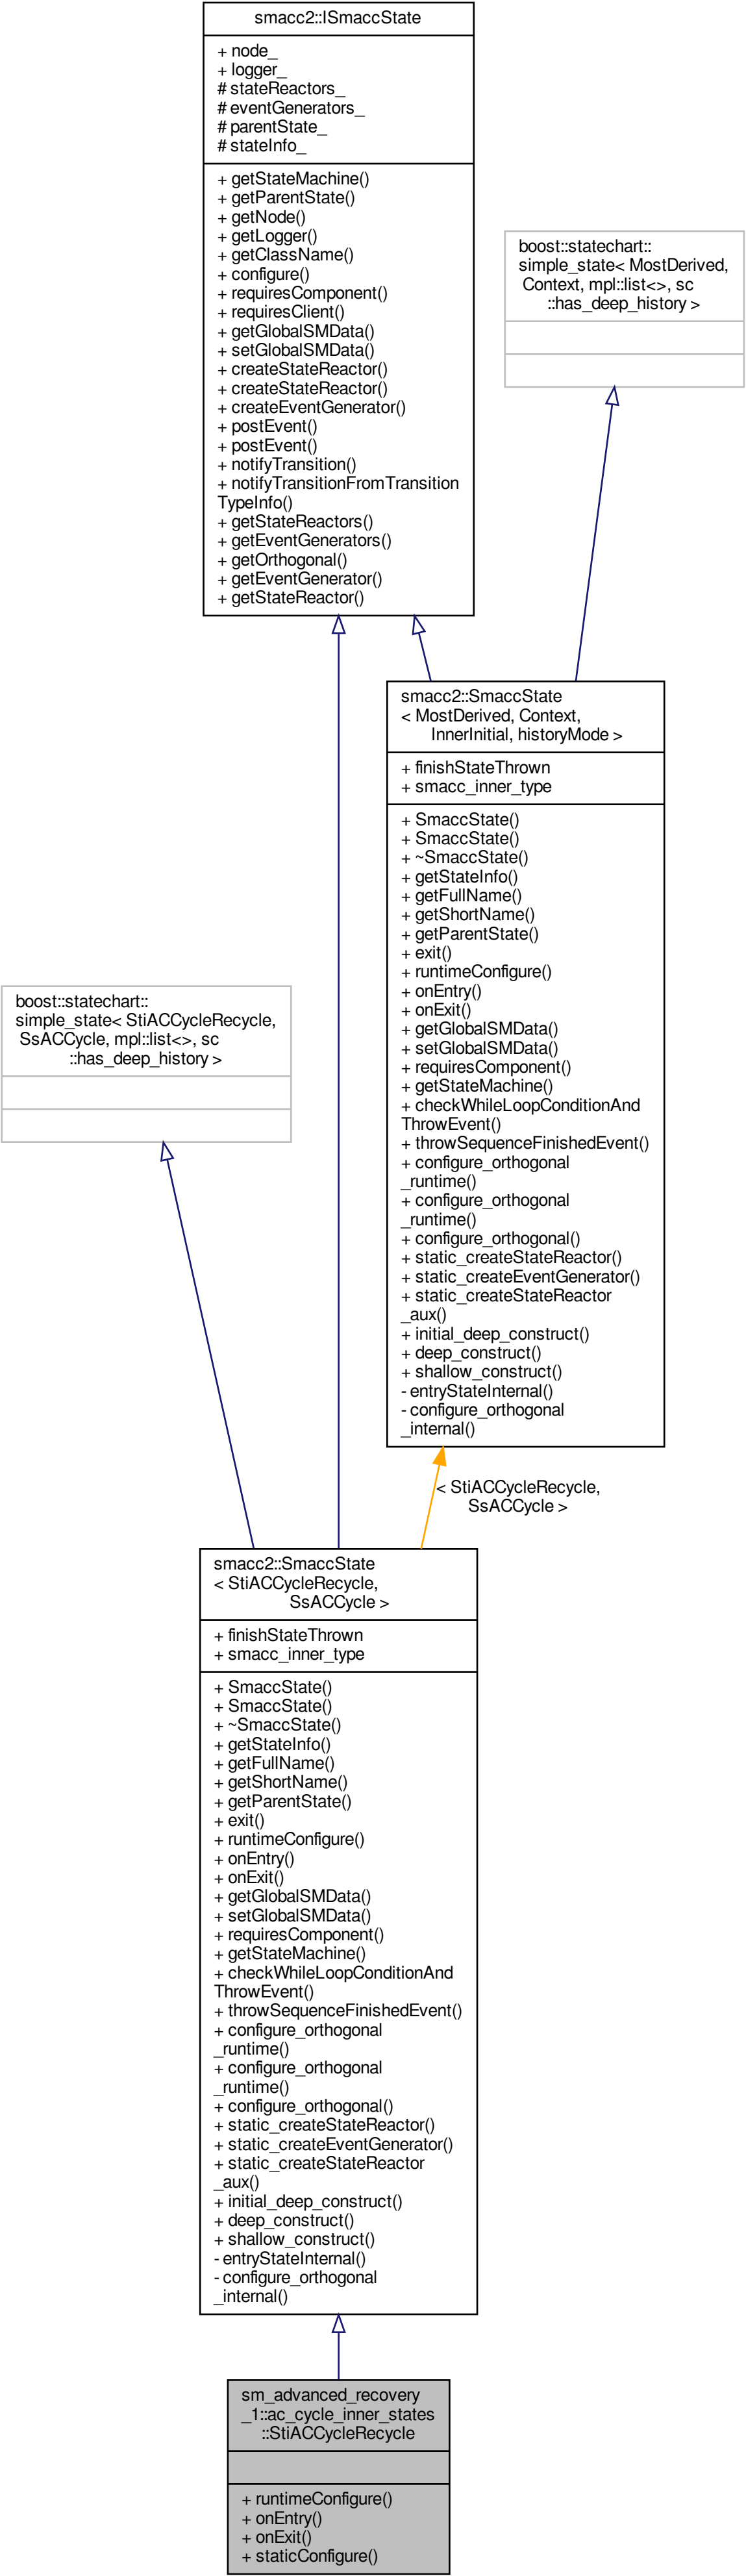 smacc2::ISmaccState
+ node_
+ logger_
# stateReactors_
# eventGenerators_
# parentState_
# stateInfo_
+ getStateMachine()
+ getParentState()
+ getNode()
+ getLogger()
+ getClassName()
+ configure()
+ requiresComponent()
+ requiresClient()
+ getGlobalSMData()
+ setGlobalSMData()
+ createStateReactor()
+ createStateReactor()
+ createEventGenerator()
+ postEvent()
+ postEvent()
+ notifyTransition()
+ notifyTransitionFromTransition
TypeInfo()
+ getStateReactors()
+ getEventGenerators()
+ getOrthogonal()
+ getEventGenerator()
+ getStateReactor()
boost::statechart::
simple_state< MostDerived,
Context, mpl::list<>, sc
::has_deep_history >
smacc2::SmaccState
< MostDerived, Context,
InnerInitial, historyMode >
+ finishStateThrown
+ smacc_inner_type
+ SmaccState()
+ SmaccState()
+ ~SmaccState()
+ getStateInfo()
+ getFullName()
+ getShortName()
+ getParentState()
+ exit()
+ runtimeConfigure()
+ onEntry()
+ onExit()
+ getGlobalSMData()
+ setGlobalSMData()
+ requiresComponent()
+ getStateMachine()
+ checkWhileLoopConditionAnd
ThrowEvent()
+ throwSequenceFinishedEvent()
+ configure_orthogonal
_runtime()
+ configure_orthogonal
_runtime()
+ configure_orthogonal()
+ static_createStateReactor()
+ static_createEventGenerator()
+ static_createStateReactor
_aux()
+ initial_deep_construct()
+ deep_construct()
+ shallow_construct()
- entryStateInternal()
- configure_orthogonal
_internal()
boost::statechart::
simple_state< StiACCycleRecycle,
SsACCycle, mpl::list<>, sc
::has_deep_history >
< StiACCycleRecycle,
SsACCycle >
smacc2::SmaccState
< StiACCycleRecycle,
SsACCycle >
+ finishStateThrown
+ smacc_inner_type
+ SmaccState()
+ SmaccState()
+ ~SmaccState()
+ getStateInfo()
+ getFullName()
+ getShortName()
+ getParentState()
+ exit()
+ runtimeConfigure()
+ onEntry()
+ onExit()
+ getGlobalSMData()
+ setGlobalSMData()
+ requiresComponent()
+ getStateMachine()
+ checkWhileLoopConditionAnd
ThrowEvent()
+ throwSequenceFinishedEvent()
+ configure_orthogonal
_runtime()
+ configure_orthogonal
_runtime()
+ configure_orthogonal()
+ static_createStateReactor()
+ static_createEventGenerator()
+ static_createStateReactor
_aux()
+ initial_deep_construct()
+ deep_construct()
+ shallow_construct()
- entryStateInternal()
- configure_orthogonal
_internal()
sm_advanced_recovery
_1::ac_cycle_inner_states
::StiACCycleRecycle
+ runtimeConfigure()
+ onEntry()
+ onExit()
+ staticConfigure()